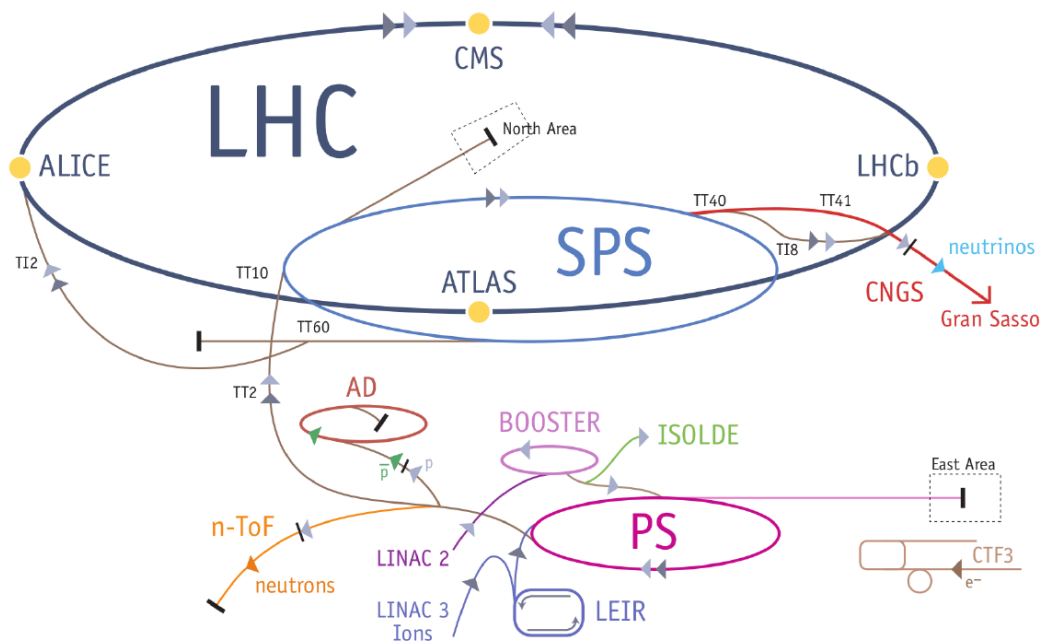 CMS
LHC
North Area
ALICE
LHCb
TT40
TT41
SPS
TI8
neutrinos
TI2
TT10
ATLAS
CNGS
Gran Sasso
TT60
TT2
AD
BOOSTER
ISOLDE
p̅
p
East Area
n-ToF
PS
LINAC 2
CTF3
neutrons
e⁻
LINAC 3
Ions
LEIR